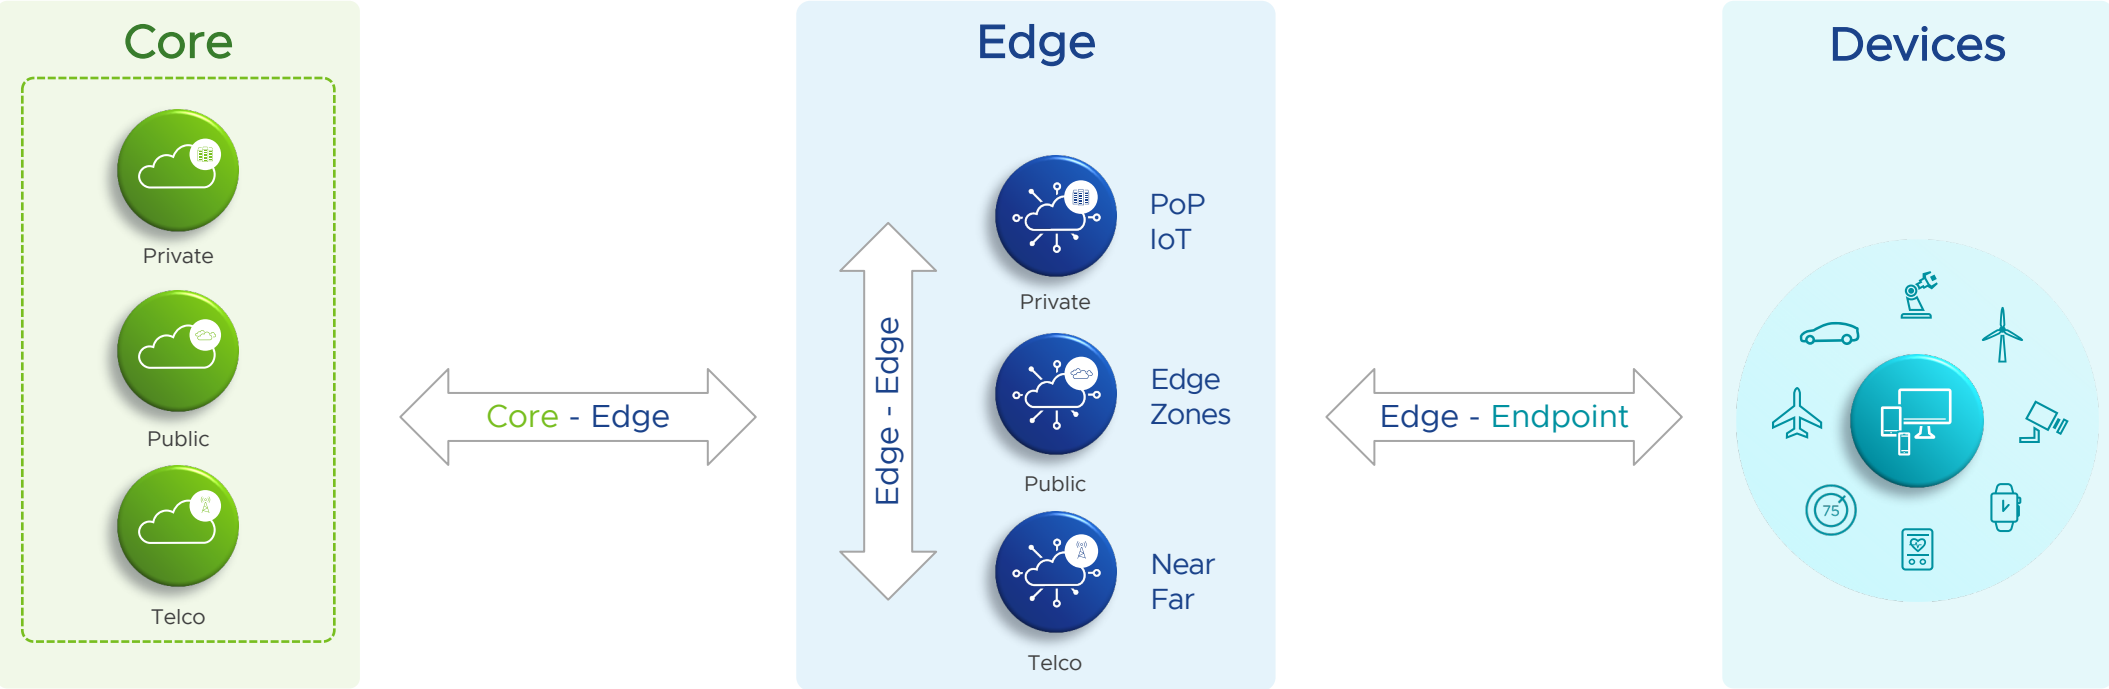 Core
Private
Public
Telco
Core - Edge
Edge
Edge - Edge
PoP
IoT
Private
Edge
Zones
Public
Near
Far
Telco
Edge - Endpoint
Devices
75